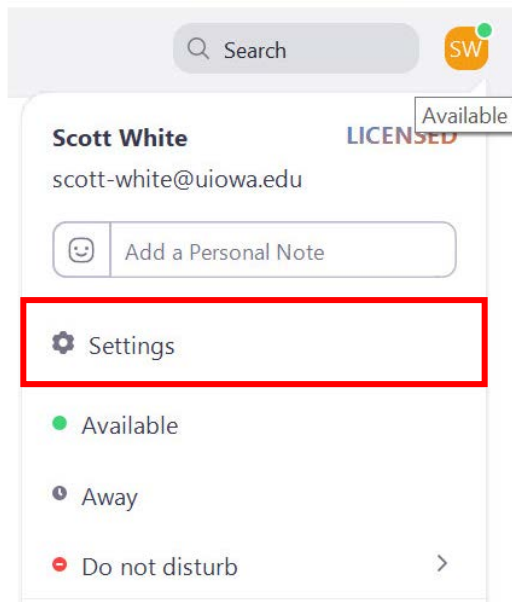 Search
SW
Available
Scott White
LICENSED
scott-white@uiowa.edu
Add a Personal Note
Settings
Available
Away
Do not disturb